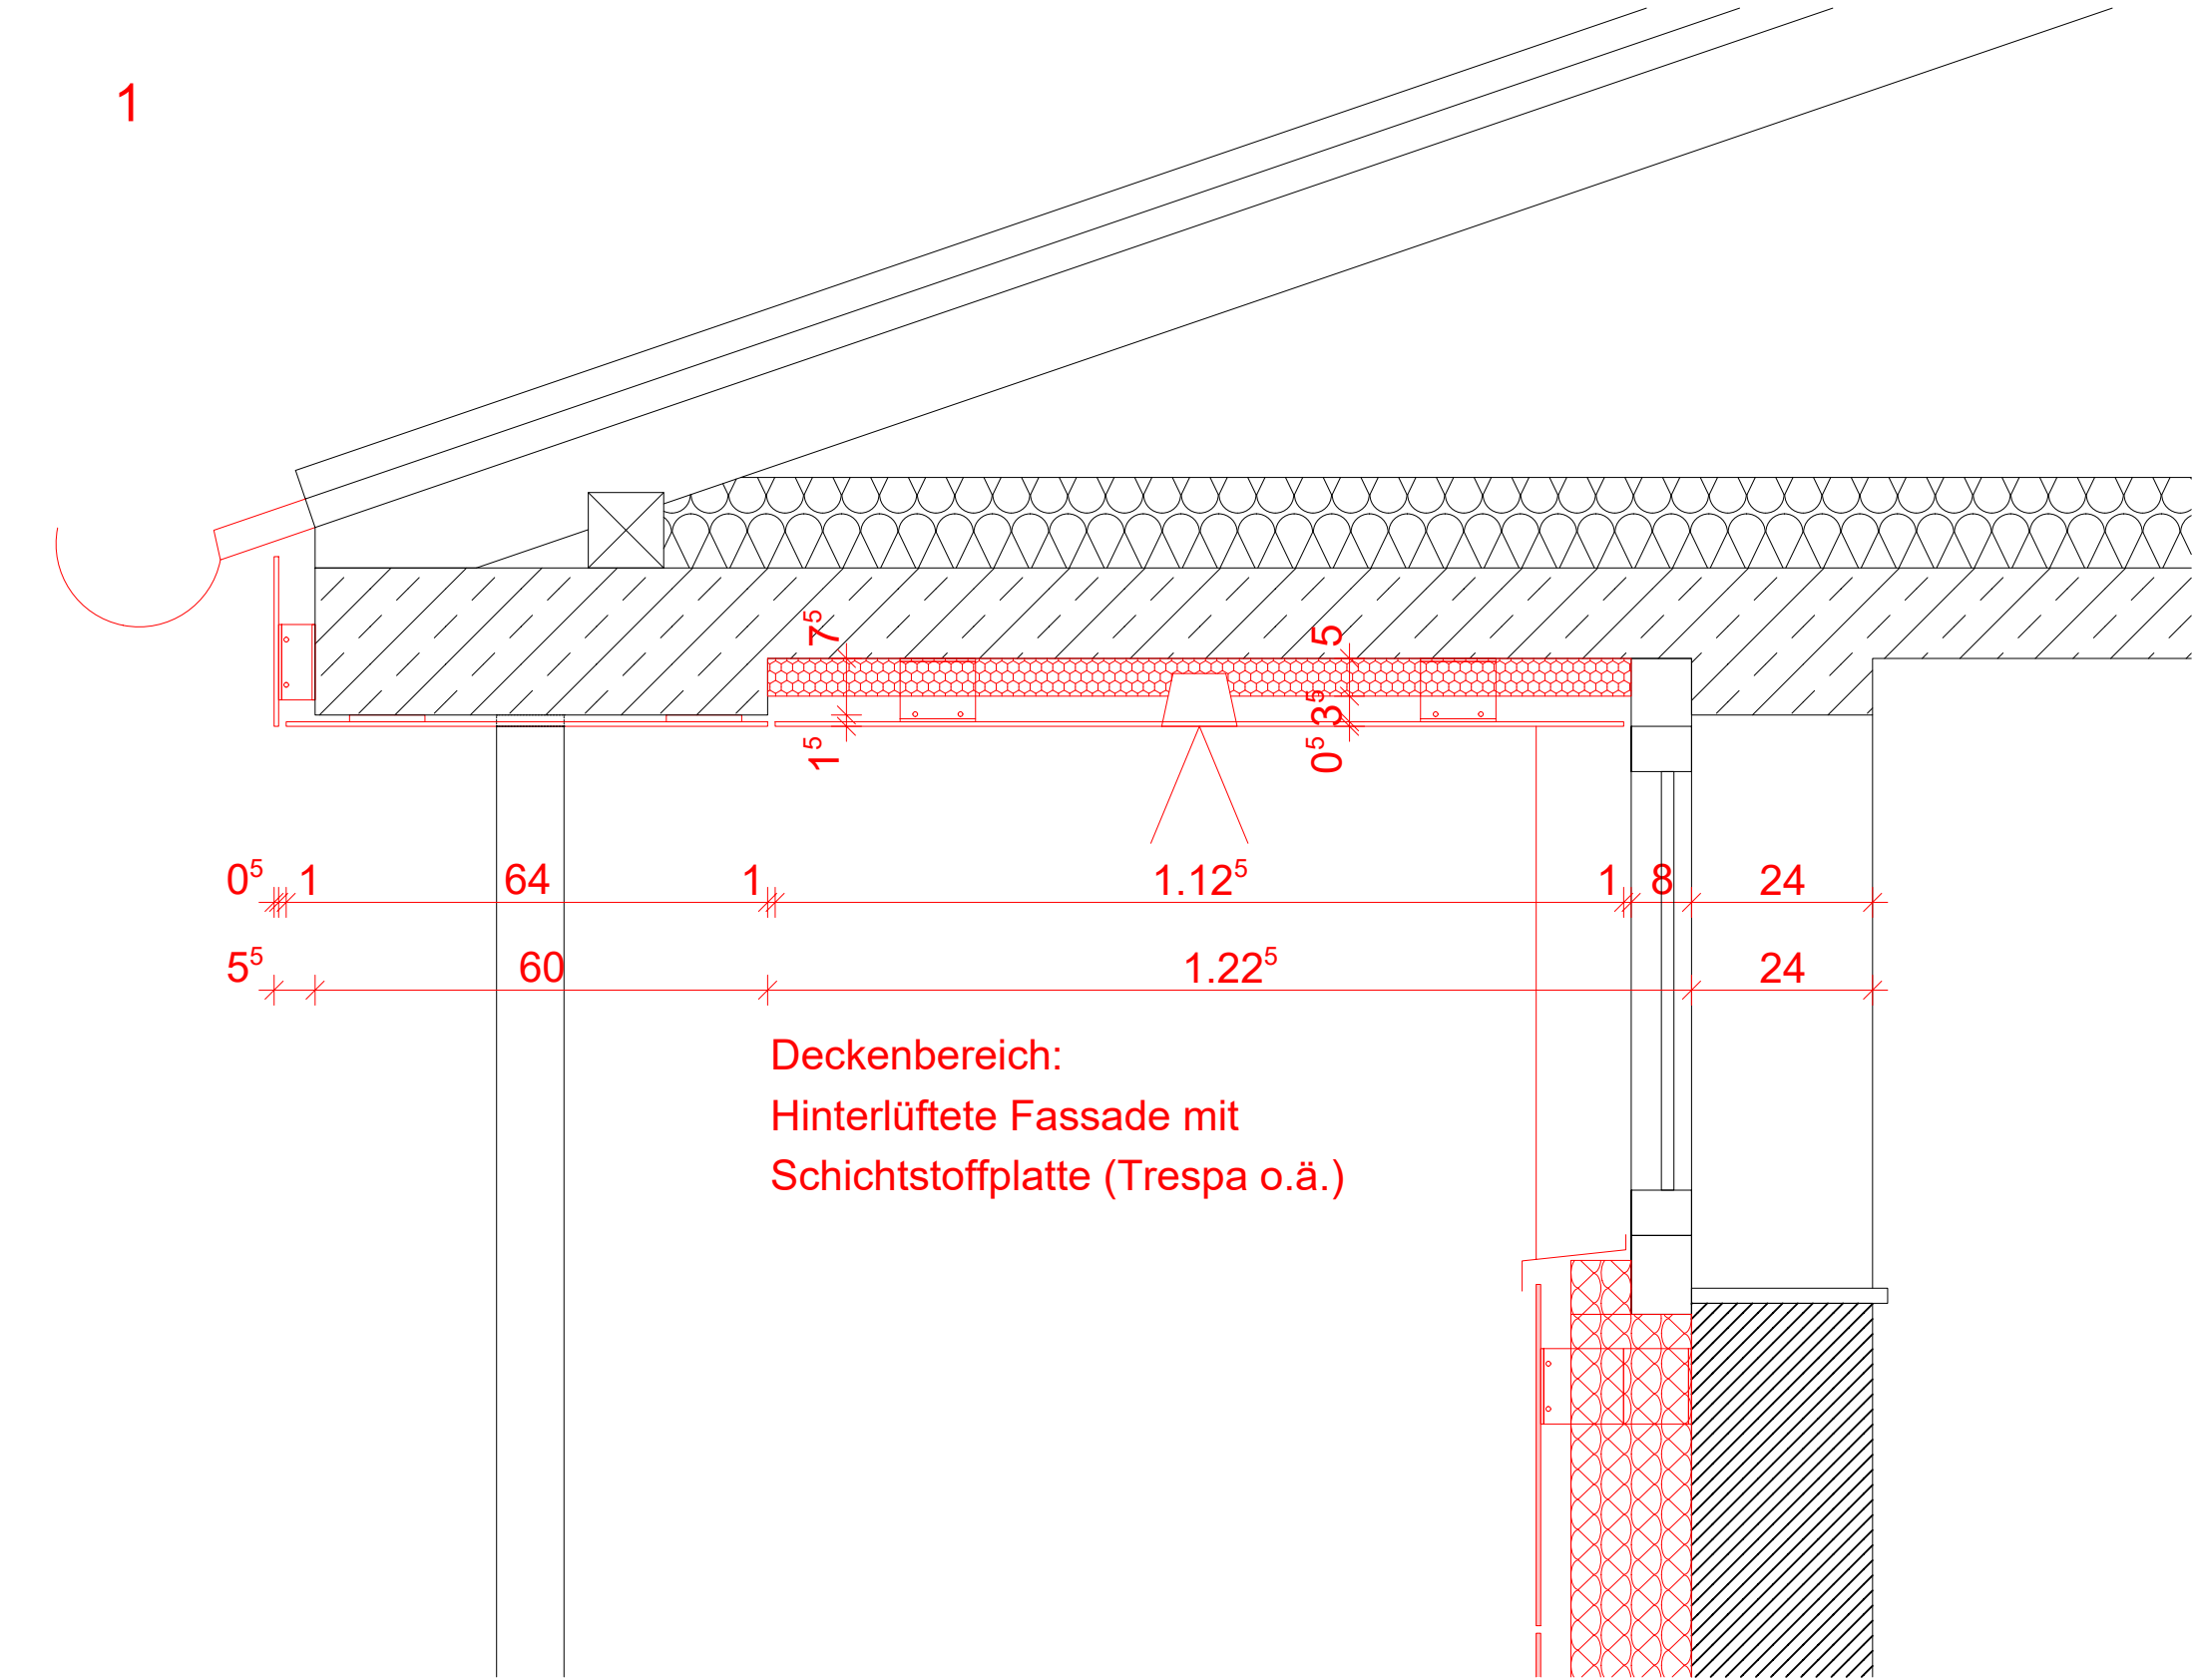 1
7⁵
5
3⁵
1⁵
0⁵
0⁵ 1 64 1 1.12⁵ 1 8 24
5⁵ 60 1.22⁵ 24
Deckenbereich:
Hinterlüftete Fassade mit
Schichtstoffplatte (Trespa o.ä.)